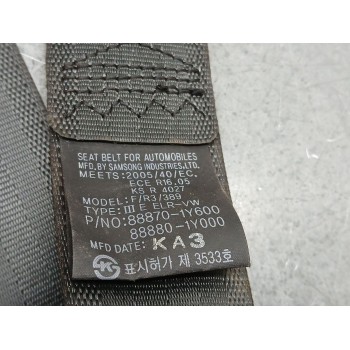 SEAT BELT FOR AUTOMOBILES
MFG,BY SAMSONG INDUSTRIES,LTD.
MEETS:2005/40/EC,
ECE R16,05
KS R 4027
MODEL:F/R3/389
TYPE:III E ELR-VW
P/NO:88870-1Y600
88880-1Y000
MFD DATE: KA3
표시허가 제 3533호